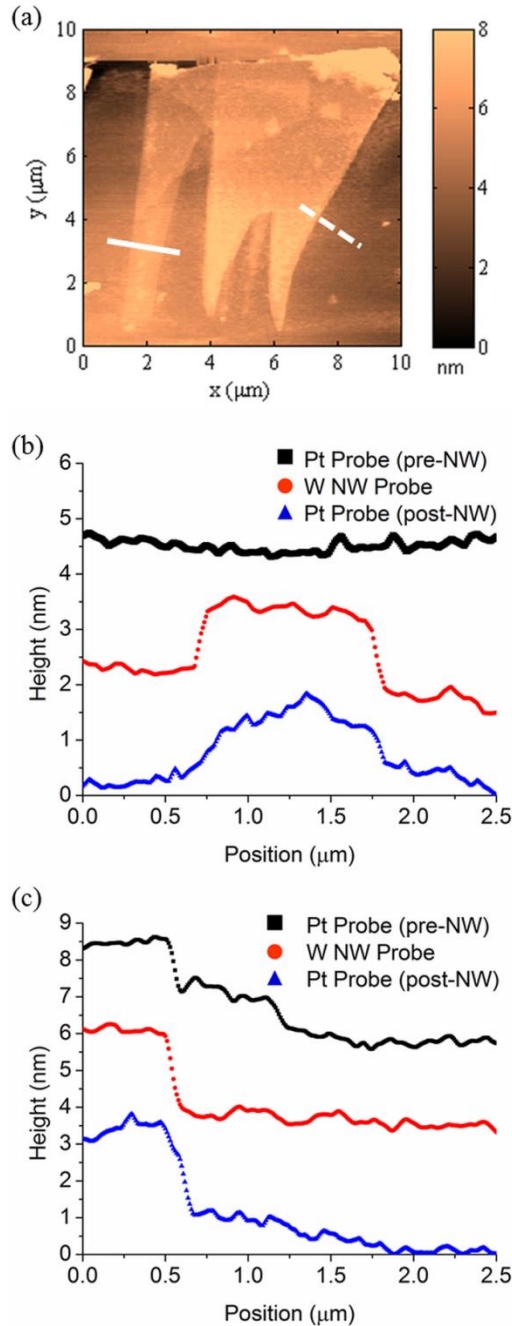 (a)
10
8
6
4
2
0
y (μm)
0 2 4 6 8 10
x (μm)
8
6
4
2
0
nm
(b)
Pt Probe (pre-NW)
W NW Probe
Pt Probe (post-NW)
6
5
4
3
2
1
0
Height (nm)
0.0 0.5 1.0 1.5 2.0 2.5
Position (μm)
(c)
Pt Probe (pre-NW)
W NW Probe
Pt Probe (post-NW)
9
8
7
6
5
4
3
2
1
0
Height (nm)
0.0 0.5 1.0 1.5 2.0 2.5
Position (μm)